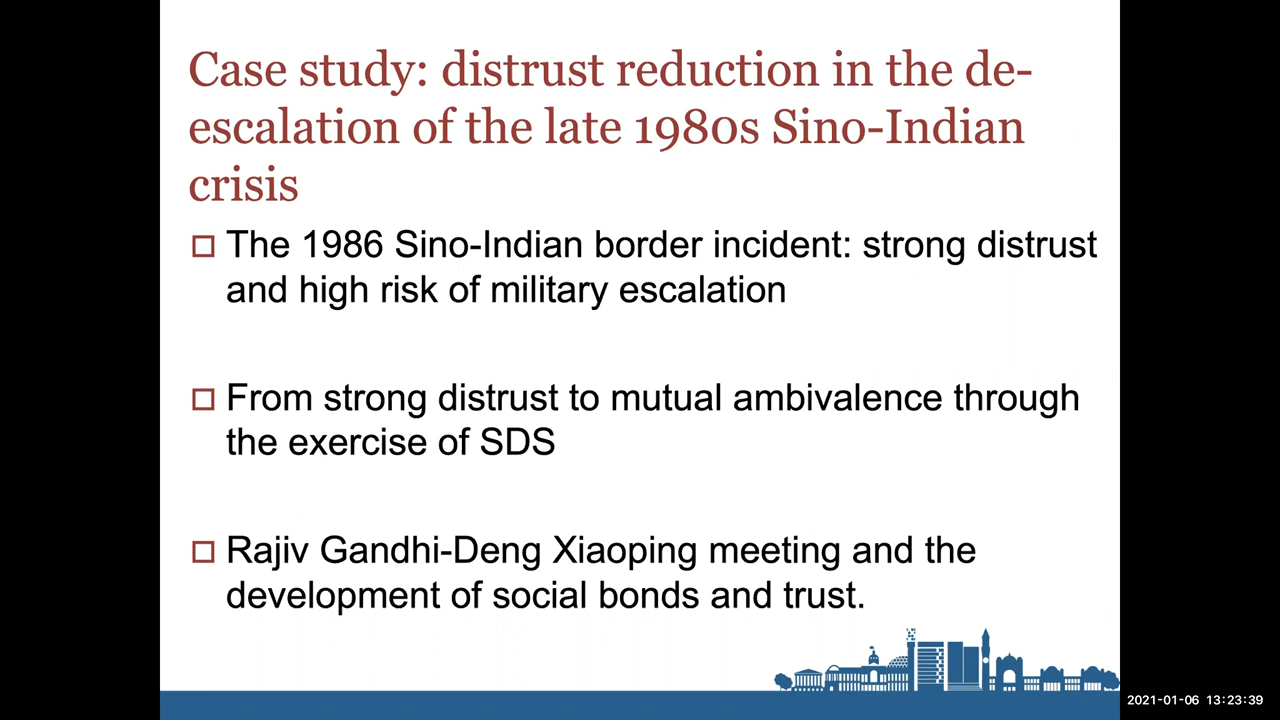 Case study: distrust reduction in the de-
escalation of the late 1980s Sino-Indian
crisis
The 1986 Sino-Indian border incident: strong distrust
and high risk of military escalation
From strong distrust to mutual ambivalence through
the exercise of SDS
Rajiv Gandhi-Deng Xiaoping meeting and the
development of social bonds and trust.
2021-01-06 13:23:39